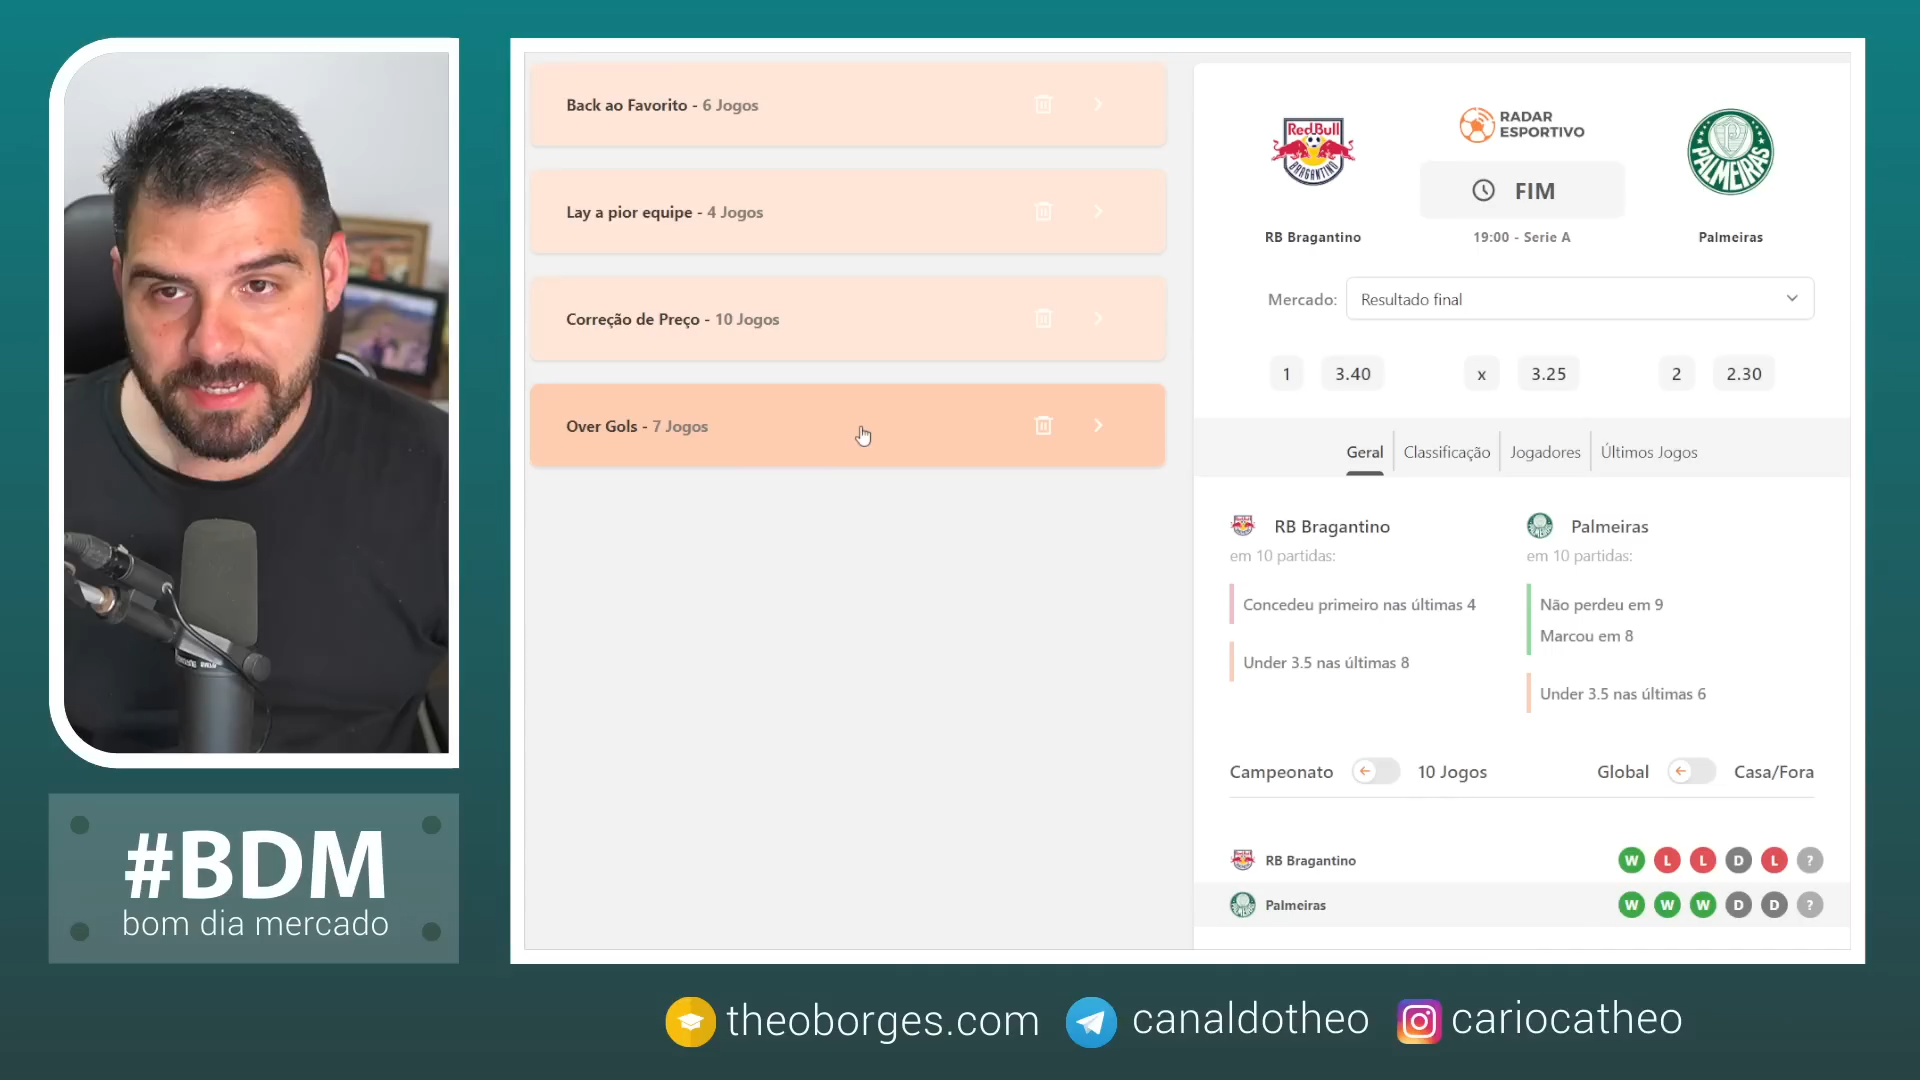 Back ao Favorito - 6 Jogos
Lay a pior equipe - 4 Jogos
Correção de Preço - 10 Jogos
Over Gols - 7 Jogos
RedBull
BRAGANTINO
RADAR
ESPORTIVO
PALMEIRAS
FIM
RB Bragantino
19:00 - Serie A
Palmeiras
Mercado:
Resultado final
1
3.40
x
3.25
2
2.30
Geral
Classificação
Jogadores
Últimos Jogos
RB Bragantino
em 10 partidas:
Concedeu primeiro nas últimas 4
Under 3.5 nas últimas 8
Palmeiras
em 10 partidas:
Não perdeu em 9
Marcou em 8
Under 3.5 nas últimas 6
Campeonato
10 Jogos
Global
Casa/Fora
RB Bragantino
W L L D L ?
Palmeiras
W W W D D ?
#BDM
bom dia mercado
theoborges.com
canaldotheo
cariocatheo